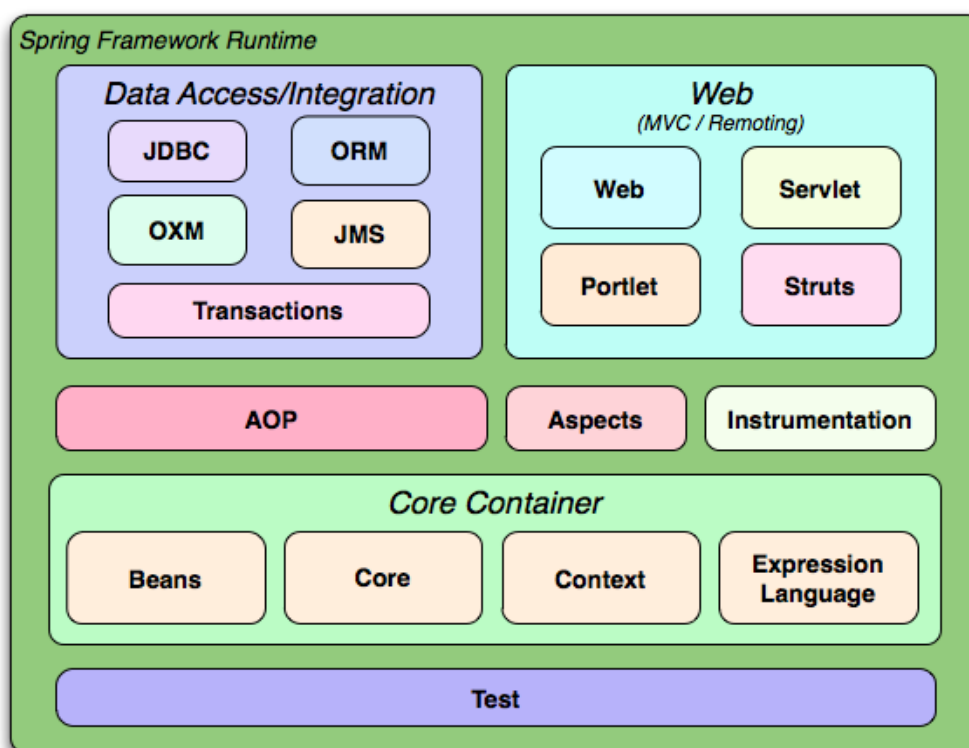 Spring Framework Runtime
Data Access/Integration
JDBC
ORM
OXM
JMS
Transactions
Web
(MVC / Remoting)
Web
Servlet
Portlet
Struts
AOP
Aspects
Instrumentation
Core Container
Beans
Core
Context
Expression
Language
Test